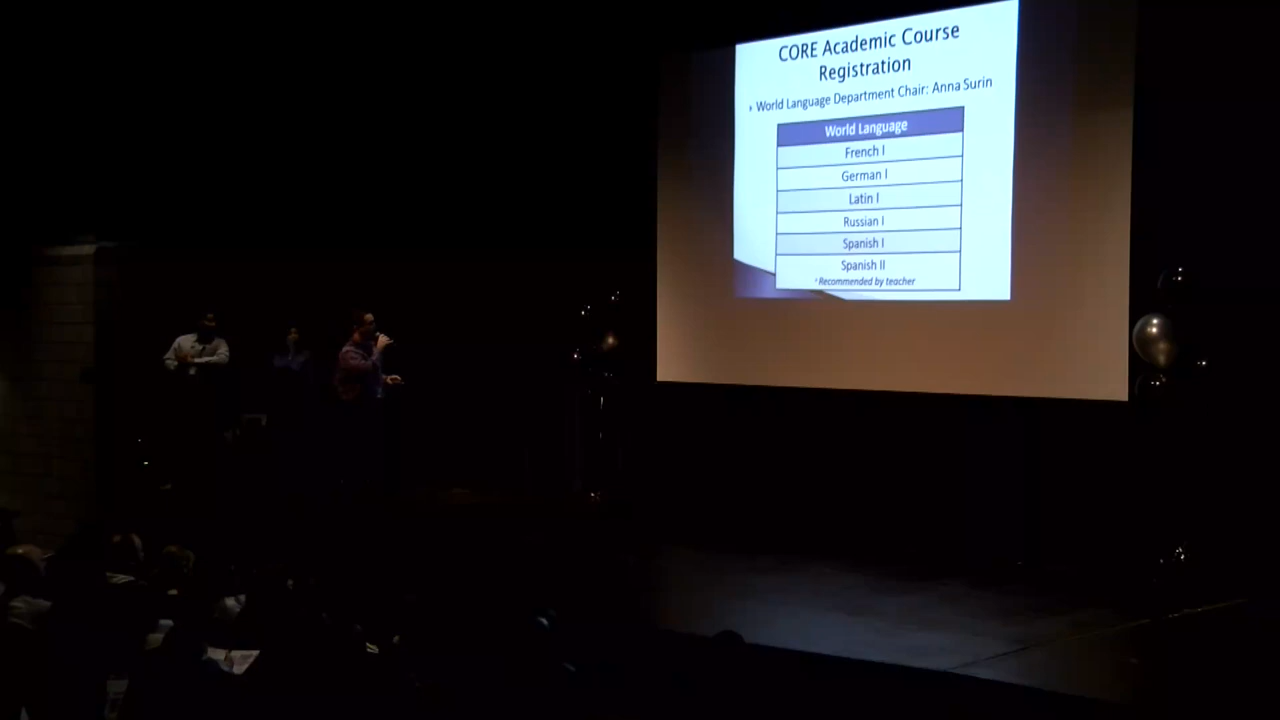 CORE Academic Course
Registration
World Language Department Chair: Anna Surin
World Language
French I
German I
Latin I
Russian I
Spanish I
Spanish II
* Recommended by teacher